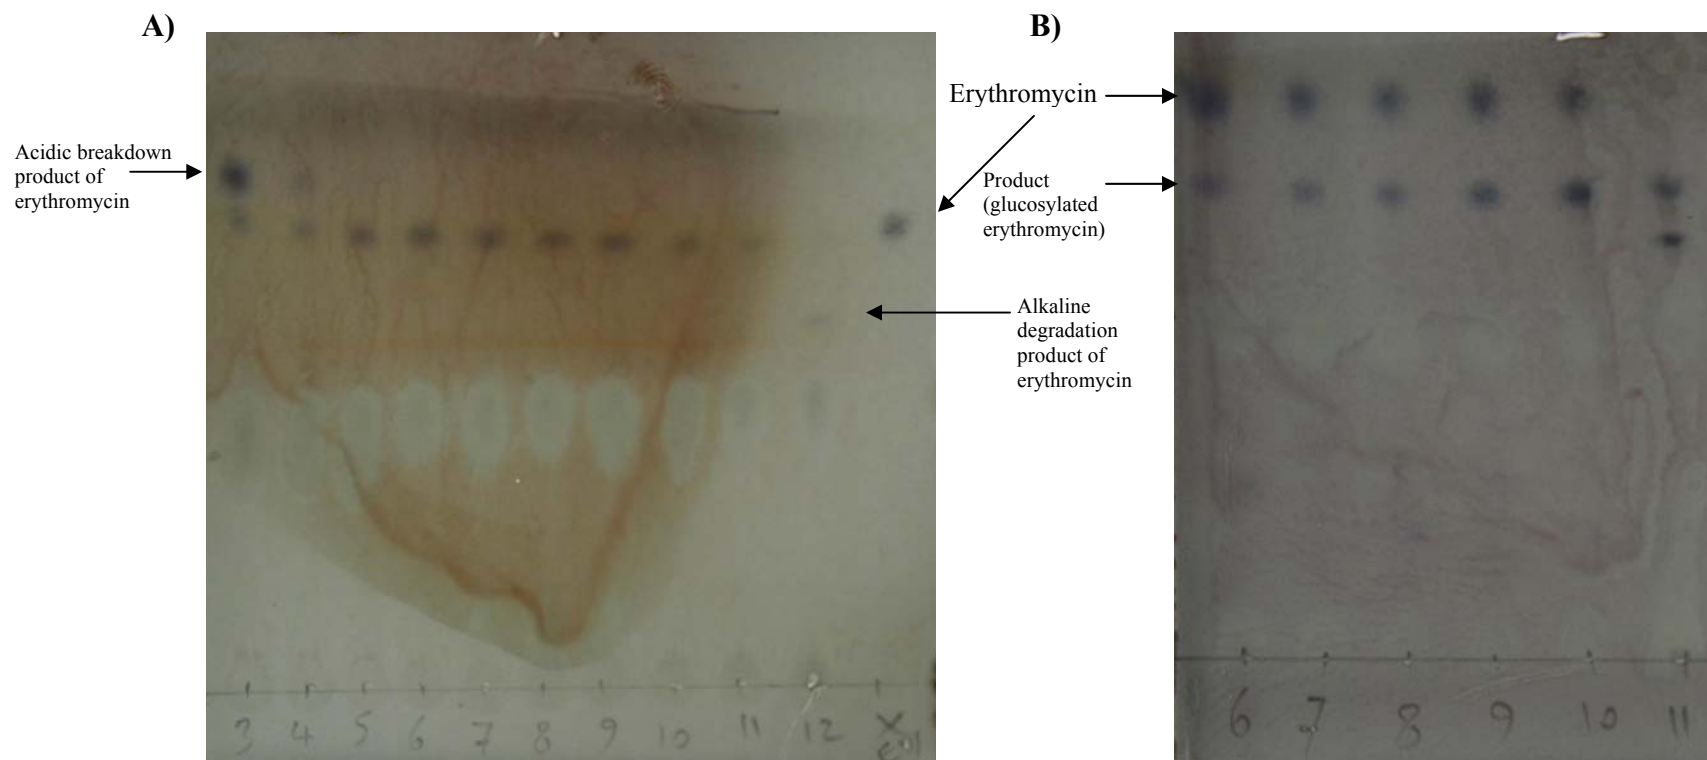 A)
B)
Erythromycin
Acidic breakdown
product of
erythromycin
Product
(glucosylated
erythromycin)
Alkaline
degradation
product of
erythromycin
3 4 5 6 7 8 9 10 11 12 X
6 7 8 9 10 11